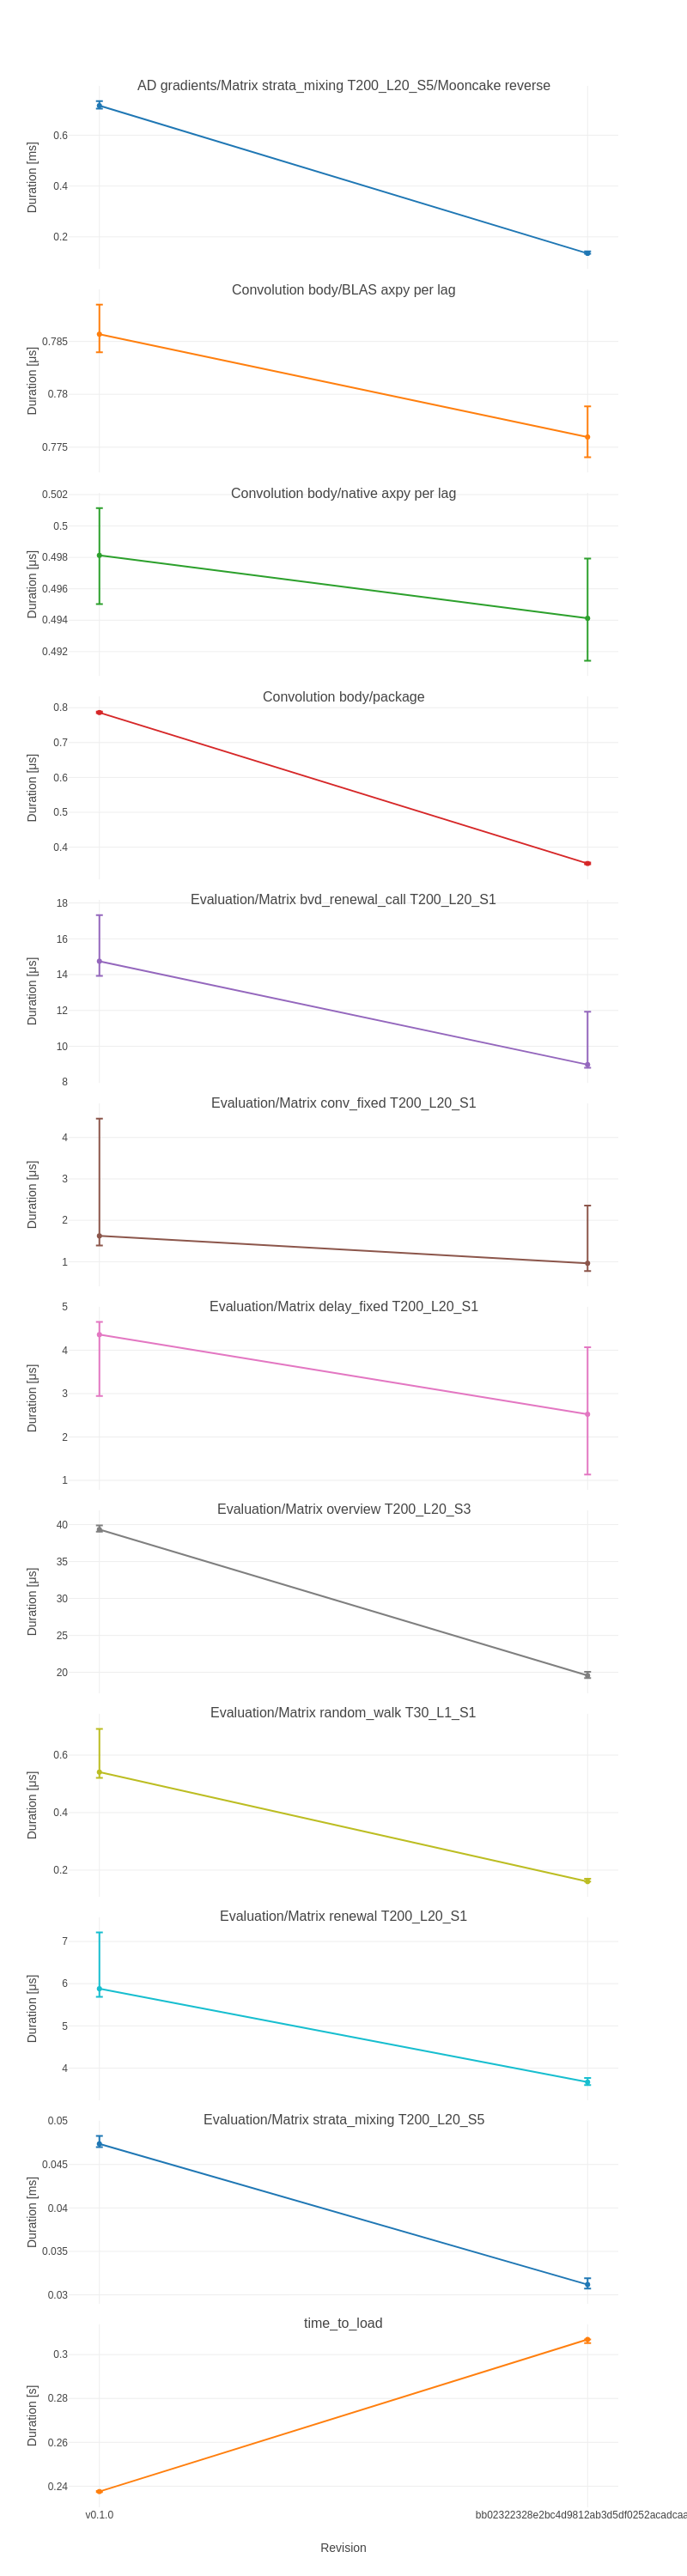 AD gradients/Matrix strata_mixing T200_L20_S5/Mooncake reverse
Duration [ms]
0.6
0.4
0.2
Convolution body/BLAS axpy per lag
Duration [μs]
0.785
0.78
0.775
Convolution body/native axpy per lag
Duration [μs]
0.502
0.5
0.498
0.496
0.494
0.492
Convolution body/package
Duration [μs]
0.8
0.7
0.6
0.5
0.4
Evaluation/Matrix bvd_renewal_call T200_L20_S1
Duration [μs]
18
16
14
12
10
8
Evaluation/Matrix conv_fixed T200_L20_S1
Duration [μs]
4
3
2
1
Evaluation/Matrix delay_fixed T200_L20_S1
Duration [μs]
5
4
3
2
1
Evaluation/Matrix overview T200_L20_S3
Duration [μs]
40
35
30
25
20
Evaluation/Matrix random_walk T30_L1_S1
Duration [μs]
0.6
0.4
0.2
Evaluation/Matrix renewal T200_L20_S1
Duration [μs]
7
6
5
4
Evaluation/Matrix strata_mixing T200_L20_S5
Duration [ms]
0.05
0.045
0.04
0.035
0.03
time_to_load
Duration [s]
0.3
0.28
0.26
0.24
v0.1.0
bb02322328e2bc4d9812ab3d5df0252acadcaa
Revision